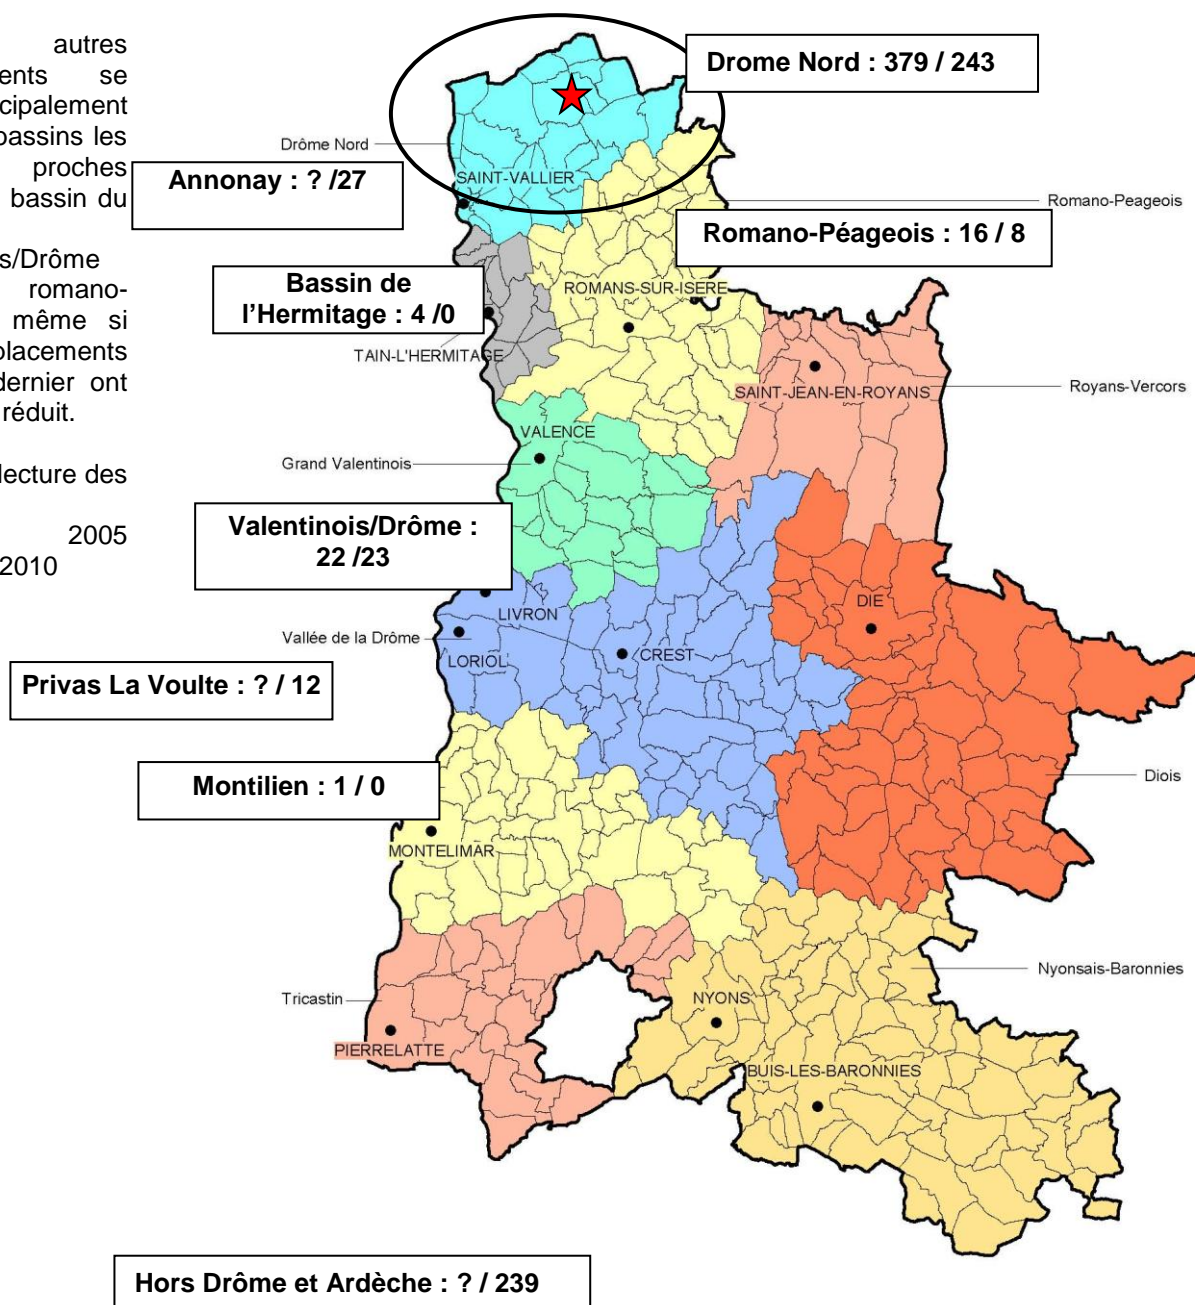 autres
ents se
cipalement
bassins les
proches
bassin du
s/Drôme
romano-
même si
placements
dernier ont
réduit.
lecture des
2005
2010
Drome Nord : 379 / 243
Drôme Nord
Annonay : ? /27
SAINT-VALLIER
Romano-Peageois
Romano-Péageois : 16 / 8
Bassin de
l'Hermitage : 4 /0
ROMANS-SUR-ISERE
TAIN-L'HERMITAGE
SAINT-JEAN-EN-ROYANS
Royans-Vercors
VALENCE
Grand Valentinois
Valentinois/Drôme :
22 /23
LIVRON
DIE
Vallée de la Drôme
LORIOL
CREST
Privas La Voulte : ? / 12
Montilien : 1 / 0
Diois
MONTELIMAR
Nyonsais-Baronnies
Tricastin
NYONS
PIERRELATTE
BUIS-LES-BARONNIES
Hors Drôme et Ardèche : ? / 239